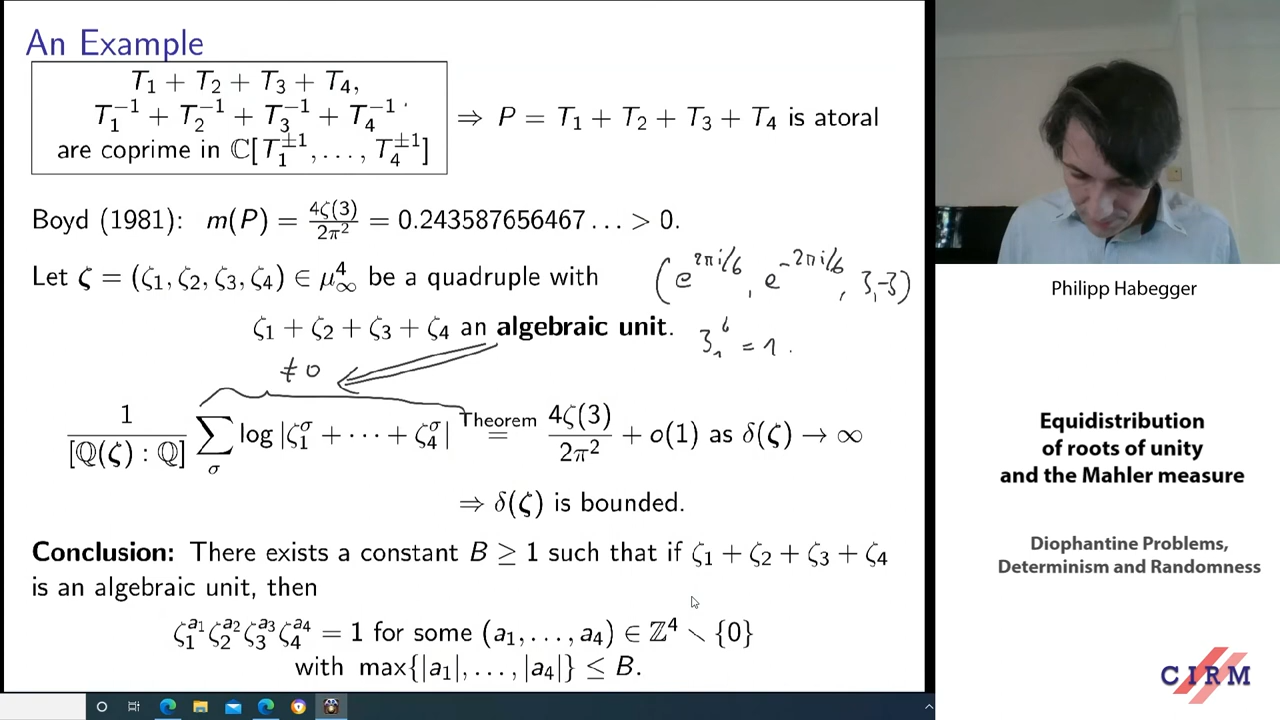 An Example
T₁ + T₂ + T₃ + T₄,
T₁⁻¹ + T₂⁻¹ + T₃⁻¹ + T₄⁻¹
are coprime in ℂ[T₁^{±1}, …, T₄^{±1}]
⇒ P = T₁ + T₂ + T₃ + T₄ is atoral
Boyd (1981): m(P) = 4ζ(3)/2π² = 0.243587656467… > 0.
Let ζ = (ζ₁, ζ₂, ζ₃, ζ₄) ∈ μ_∞^4 be a quadruple with
(e^{2πi/6}, e^{-2πi/6}, ζ, -ζ)
ζ₁ + ζ₂ + ζ₃ + ζ₄ an algebraic unit.
ζ₁⁶ = 1.
≠ 0
1/[ℚ(ζ) : ℚ] ∑_σ log|ζ₁^σ + ⋯ + ζ₄^σ| Theorem = 4ζ(3)/2π² + o(1) as δ(ζ) → ∞
⇒ δ(ζ) is bounded.
Conclusion: There exists a constant B ≥ 1 such that if ζ₁ + ζ₂ + ζ₃ + ζ₄
is an algebraic unit, then
ζ₁^{a₁}ζ₂^{a₂}ζ₃^{a₃}ζ₄^{a₄} = 1 for some (a₁, …, a₄) ∈ ℤ⁴ ∖ {0}
with max{|a₁|, …, |a₄|} ≤ B.
Philipp Habegger
Equidistribution
of roots of unity
and the Mahler measure
Diophantine Problems,
Determinism and Randomness
CIRM